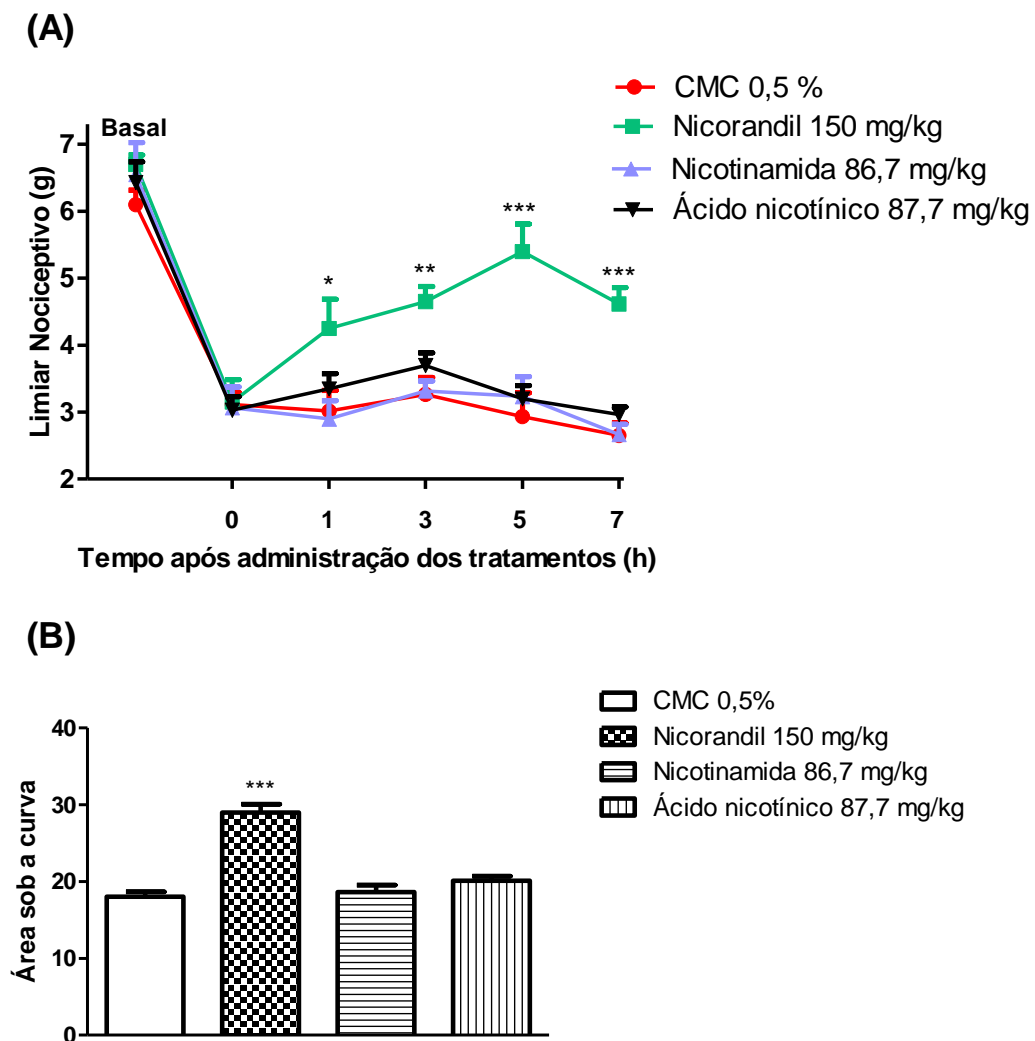 (A)
CMC 0,5 %
Nicorandil 150 mg/kg
Nicotinamida 86,7 mg/kg
Ácido nicotínico 87,7 mg/kg
Basal
7
6
5
4
3
2
Limiar Nociceptivo (g)
*
**
***
***
0 1 3 5 7
Tempo após administração dos tratamentos (h)
(B)
CMC 0,5%
Nicorandil 150 mg/kg
Nicotinamida 86,7 mg/kg
Ácido nicotínico 87,7 mg/kg
40
30
20
10
0
Área sob a curva
***